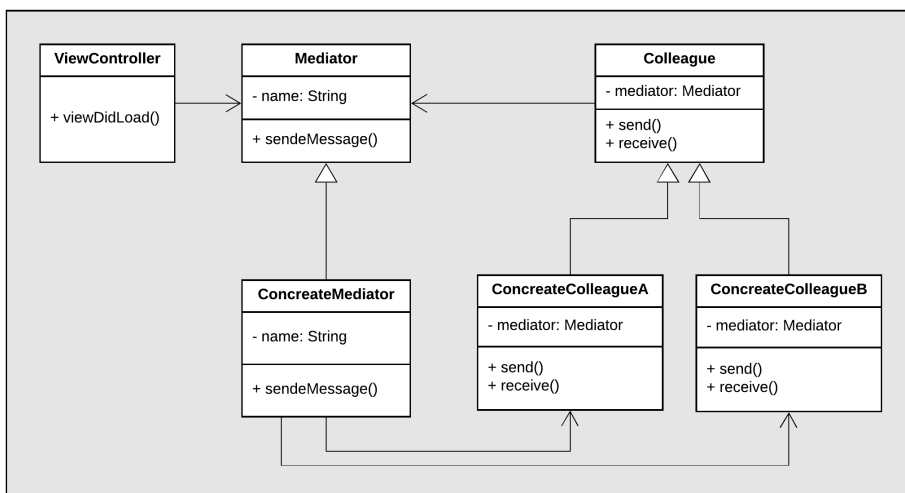 ViewController
+ viewDidLoad()
Mediator
- name: String
+ sendeMessage()
Colleague
- mediator: Mediator
+ send()
+ receive()
ConcreateMediator
- name: String
+ sendeMessage()
ConcreateColleagueA
- mediator: Mediator
+ send()
+ receive()
ConcreateColleagueB
- mediator: Mediator
+ send()
+ receive()